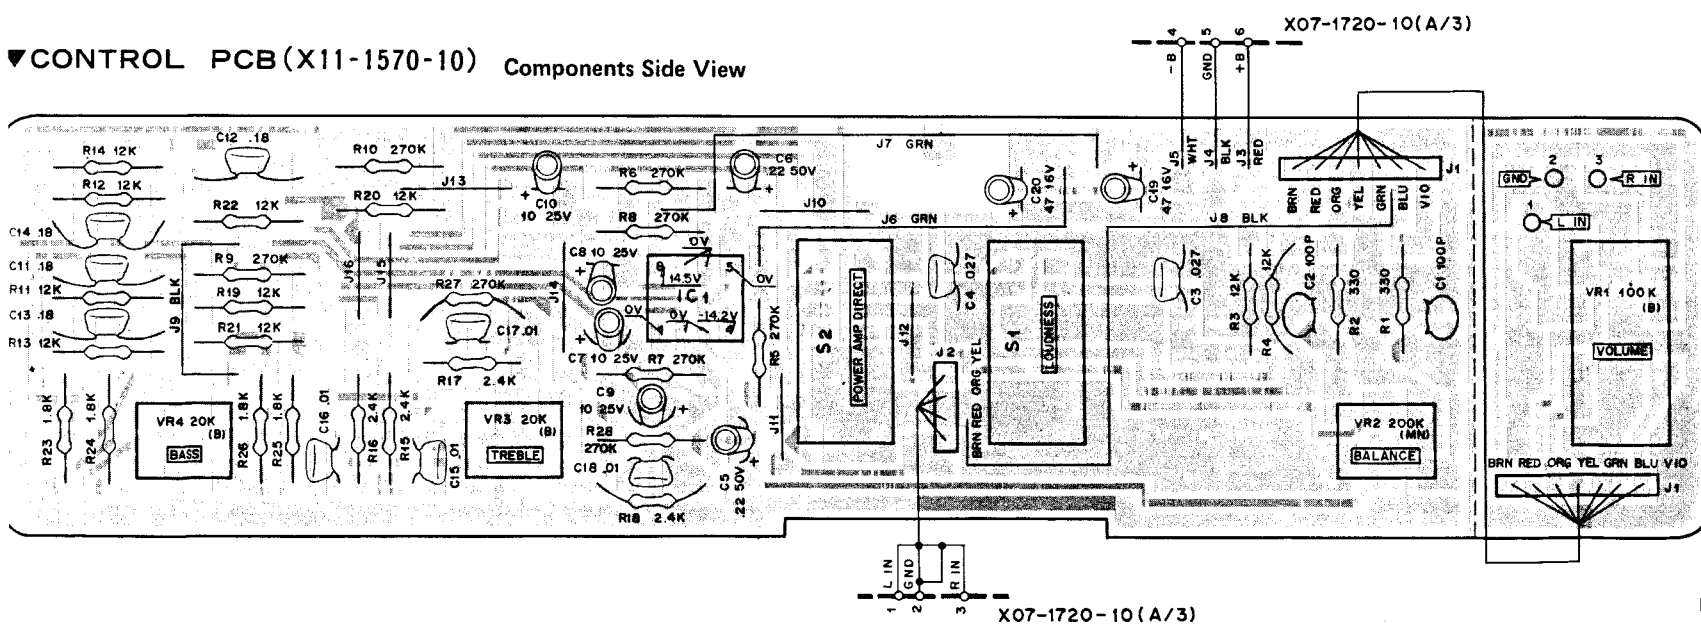 ▼CONTROL PCB(X11-1570-10) Components Side View
X07-1720-10(A/3)
4 5 6
-B GND +B
C12 .18
R14 12K
R12 12K
C14 .18
R22 12K
C11 .18
R11 12K
C13 .18
R13 12K
R9 270K
R19 12K
R21 12K
J9 BLK
R10 270K
R20 12K
J13
J16
J15
R27 270K
C17 .01
R17 2.4K
J14
C10
10 25V
R6 270K
R8 270K
C6
.22 50V
J7 GRN
J10
J6 GRN
C8 10 25V
0V
8 5
14.5V
0V
IC1
0V 0V -14.2V
1 4
C7 10 25V
R7 270K
R5 270K
C9
10 25V
R28
270K
C18 .01
R18 2.4K
C5
.22 50V
J11
S2
POWER AMP DIRECT
C4 .027
J12
J2
BRN RED ORG YEL
S1
LOUDNESS
C20
47 16V
C19
47 16V
J5 WHT
J4 BLK
J3 RED
J1
BRN RED ORG YEL GRN BLU VIO
J8 BLK
C3 .027
R3 12K
R4 12K
C2 100P
R2 330
R1 330
C1 100P
VR2 200K
(MN)
BALANCE
2 3
GND R IN
1
L IN
VR1 100K
(B)
VOLUME
BRN RED ORG YEL GRN BLU VIO
J1
R23 1.8K
R24 1.8K
VR4 20K
(B)
BASS
R26 1.8K
R25 1.8K
C16 .01
R16 2.4K
R15 2.4K
C15 .01
VR3 20K
(B)
TREBLE
L IN GND R IN
1 2 3
X07-1720-10(A/3)